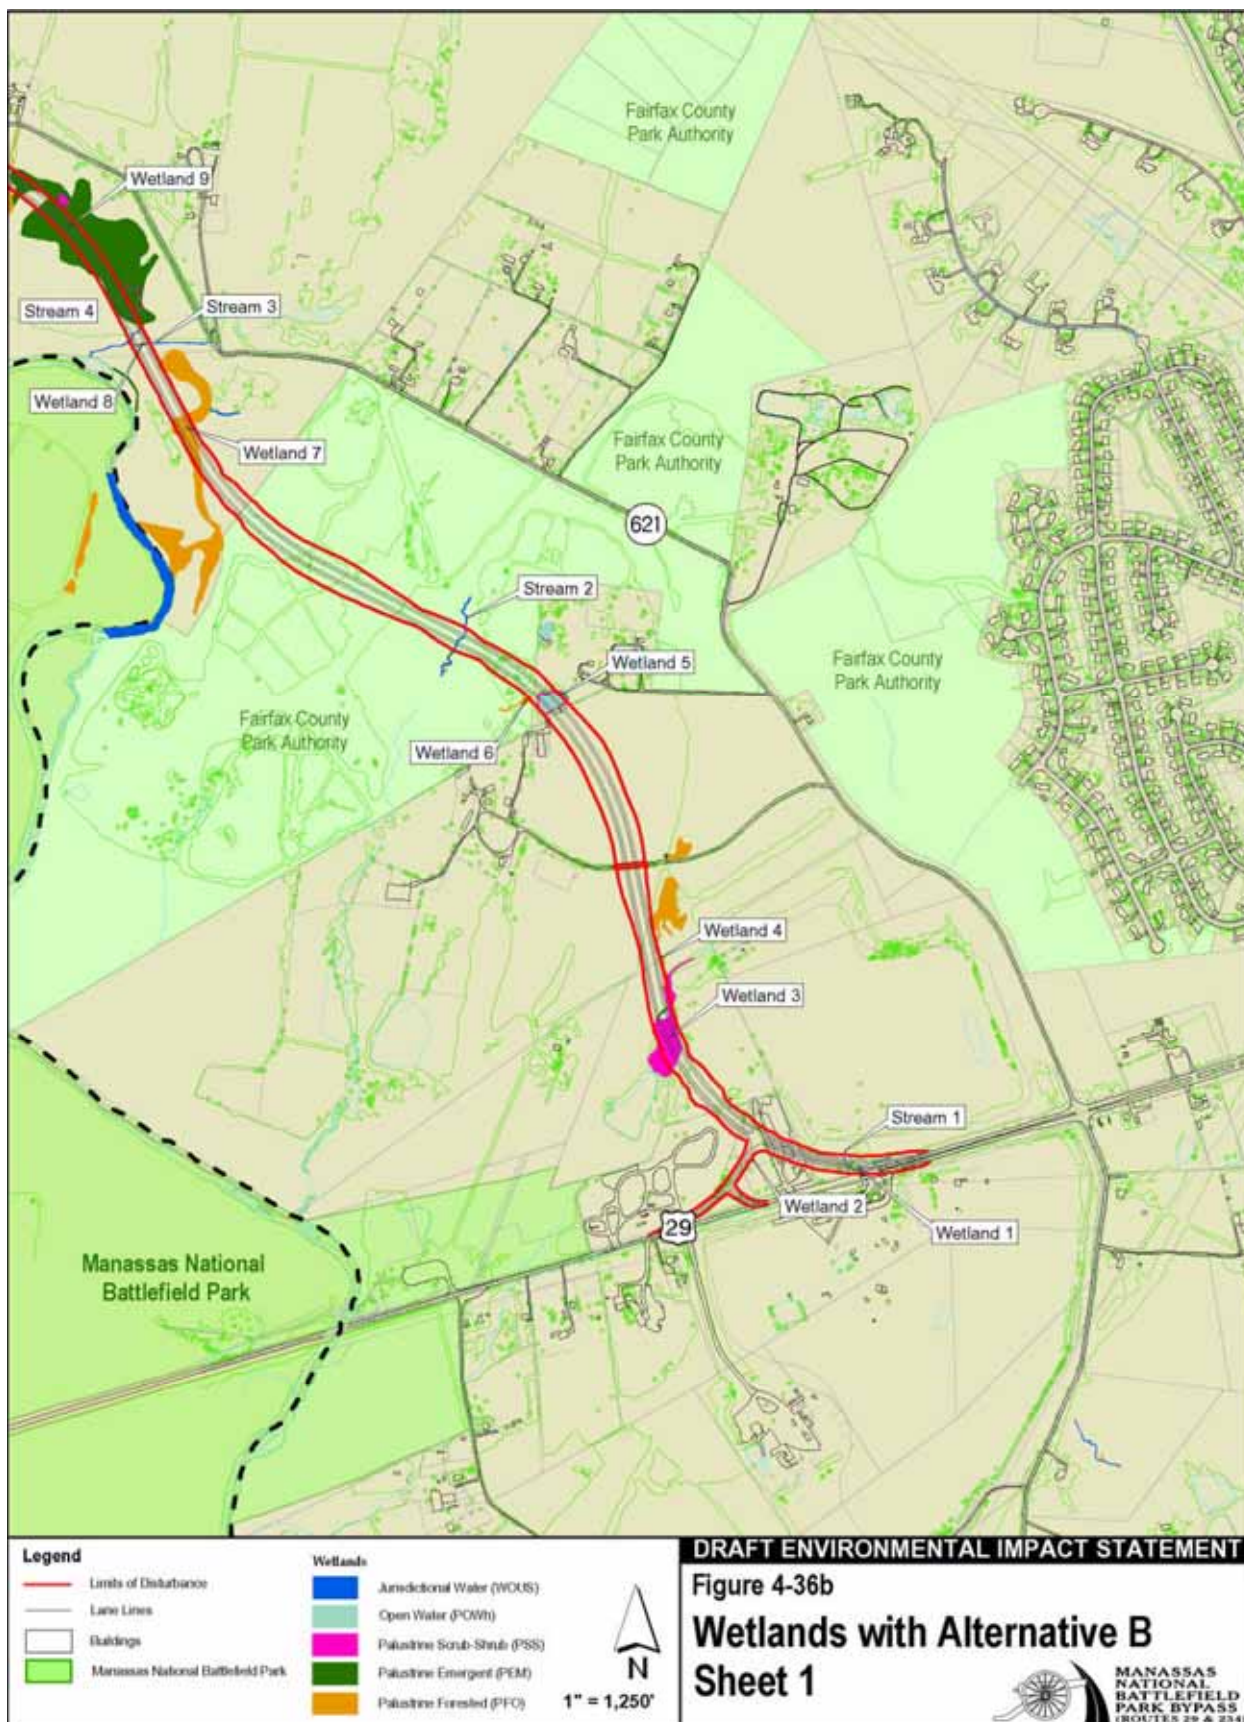 Fairfax County
Park Authority
Wetland 9
Stream 3
Stream 4
Wetland 8
Wetland 7
Fairfax County
Park Authority
621
Stream 2
Wetland 5
Fairfax County
Park Authority
Fairfax County
Park Authority
Wetland 6
Wetland 4
Wetland 3
Stream 1
Wetland 2
29
Wetland 1
Manassas National
Battlefield Park
Legend
Limits of Disturbance
Lane Lines
Buildings
Manassas National Battlefield Park
Wetlands
Jurisdictional Water (WOUS)
Open Water (POWh)
Palustrine Scrub-Shrub (PSS)
Palustrine Emergent (PEM)
Palustrine Forested (PFO)
N
1" = 1,250'
DRAFT ENVIRONMENTAL IMPACT STATEMENT
Figure 4-36b
Wetlands with Alternative B
Sheet 1
MANASSAS
NATIONAL
BATTLEFIELD
PARK BYPASS
(ROUTES 29 & 234)